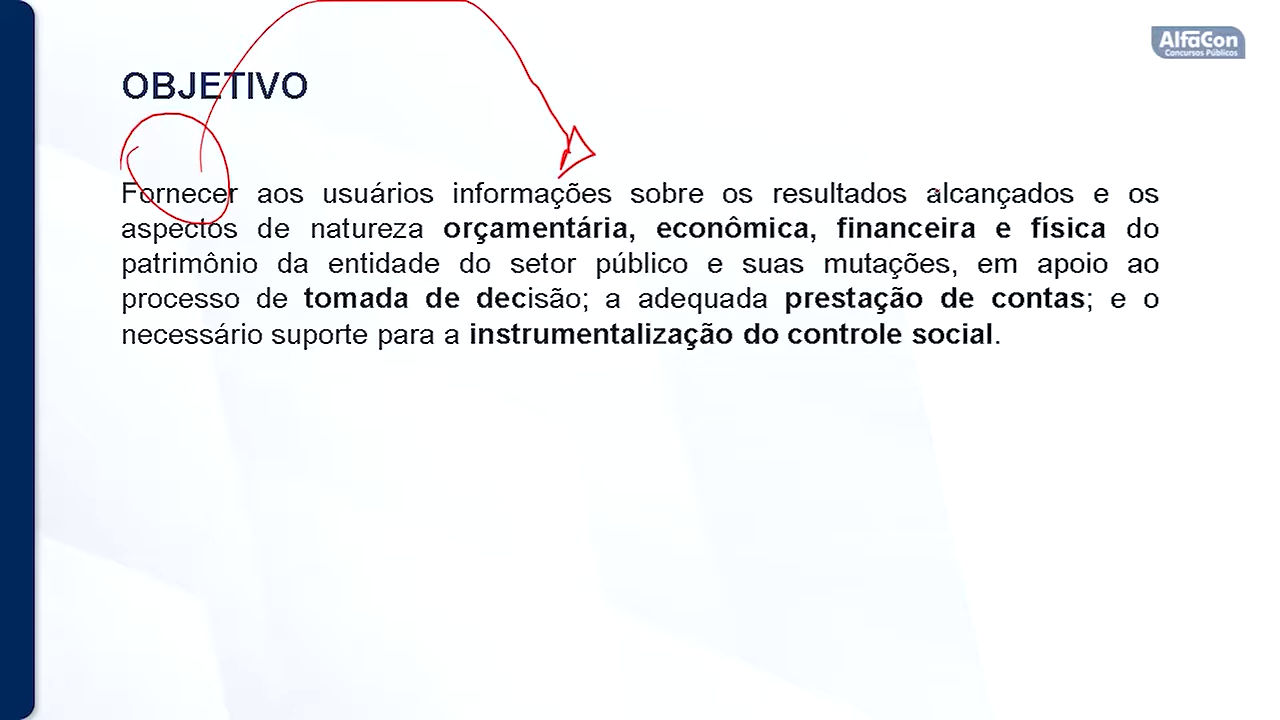 AlfaCon
Concursos Públicos
OBJETIVO
Fornecer aos usuários informações sobre os resultados alcançados e os
aspectos de natureza orçamentária, econômica, financeira e física do
patrimônio da entidade do setor público e suas mutações, em apoio ao
processo de tomada de decisão; a adequada prestação de contas; e o
necessário suporte para a instrumentalização do controle social.